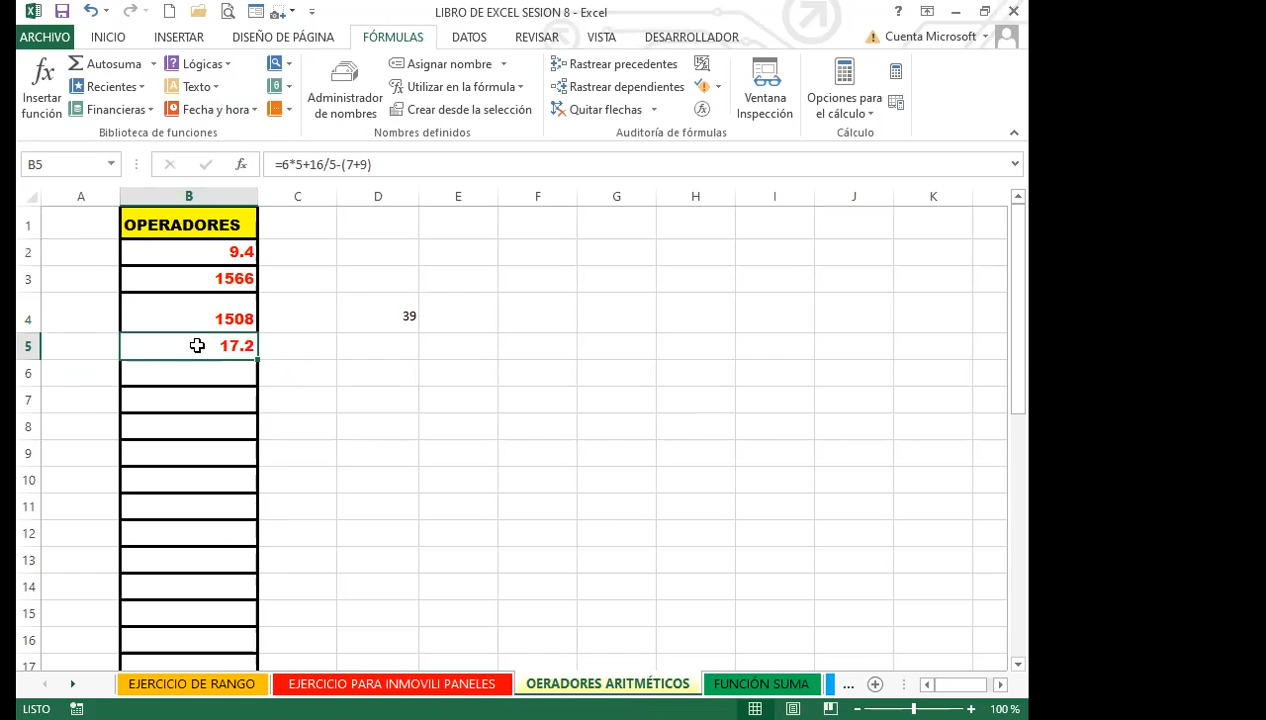 LIBRO DE EXCEL SESION 8 - Excel
?
ARCHIVO INICIO INSERTAR DISEÑO DE PÁGINA FÓRMULAS DATOS REVISAR VISTA DESARROLLADOR Cuenta Microsoft
fx Insertar función
Σ Autosuma Lógicas
Recientes Texto
Financieras Fecha y hora
Administrador de nombres
Asignar nombre
Utilizar en la fórmula
Crear desde la selección
Rastrear precedentes
Rastrear dependientes
Quitar flechas
Ventana Inspección
Opciones para el cálculo
Biblioteca de funciones Nombres definidos Auditoría de fórmulas Cálculo
B5 fx =6*5+16/5-(7+9)
A B C D E F G H I J K
1 OPERADORES
2 9.4
3 1566
4 1508 39
5 17.2
6
7
8
9
10
11
12
13
14
15
16
17
EJERCICIO DE RANGO EJERCICIO PARA INMOVILI PANELES OERADORES ARITMÉTICOS FUNCIÓN SUMA ...
LISTO 100 %